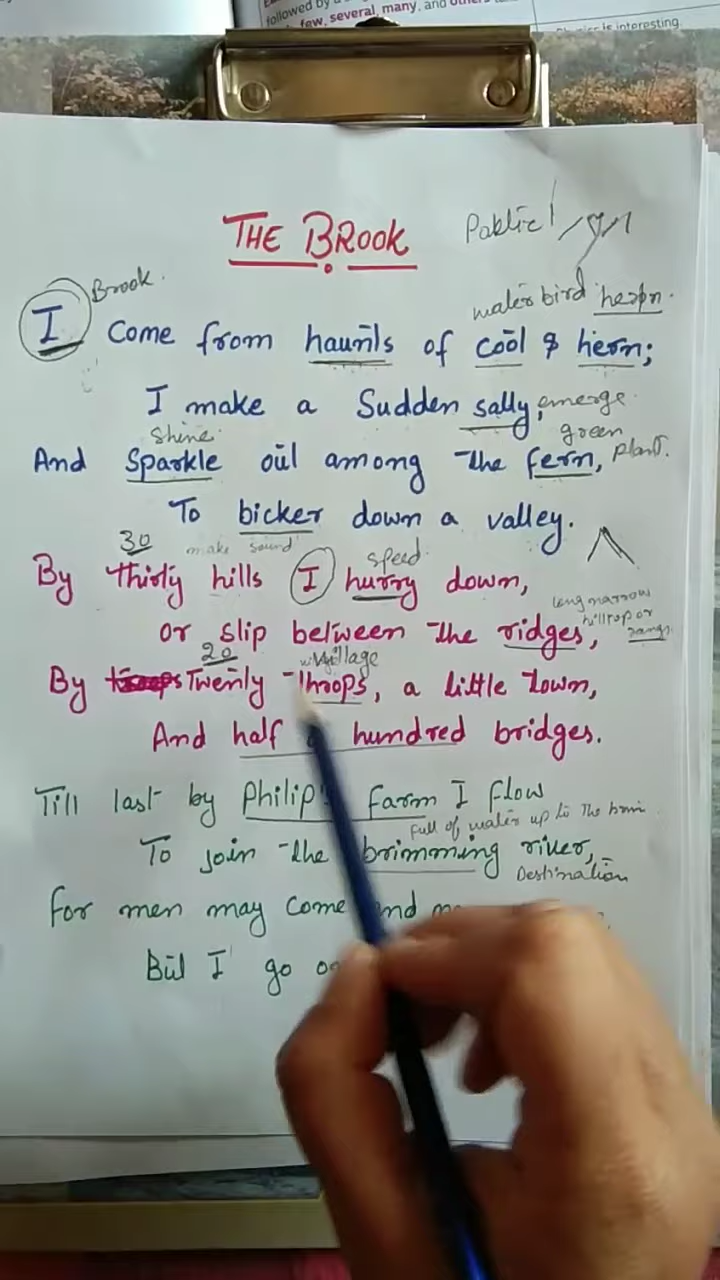 followed by a
few, several, many, and others
is interesting.
THE BROOK
Brook.
water bird heron.
I Come from haunts of cool & hern;
I make a Sudden sally, emerge
shine green
And Sparkle out among the fern, plant.
To bicker down a valley.
30 make sound speed
By thirty hills I hurry down,
long narrow
hilltop or
range
or slip between the ridges,
20 village
By Twenty throps, a little town,
And half a hundred bridges.
Till last by Philip's farm I flow
full of water up to the brim
To join the brimming river,
Destination
for men may come and
But I go